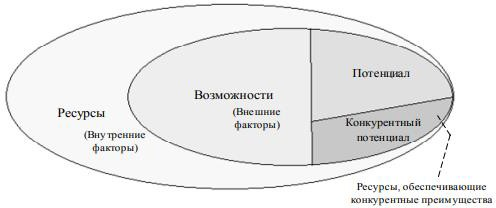 Ресурсы
(Внутренние
факторы)
Возможности
(Внешние
факторы)
Потенциал
Конкурентный
потенциал
Ресурсы, обеспечивающие
конкурентные преимущества